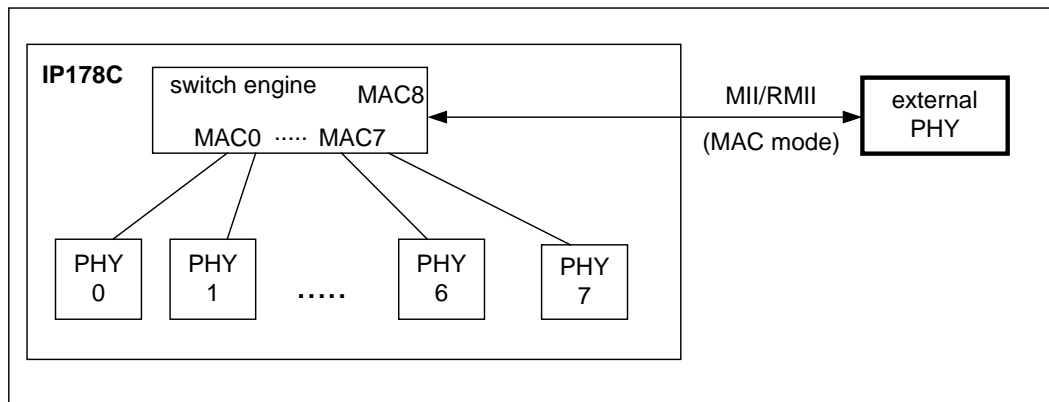 IP178C
switch engine
MAC8
MAC0 ····· MAC7
MII/RMII
(MAC mode)
external
PHY
PHY
0
PHY
1
.....
PHY
6
PHY
7